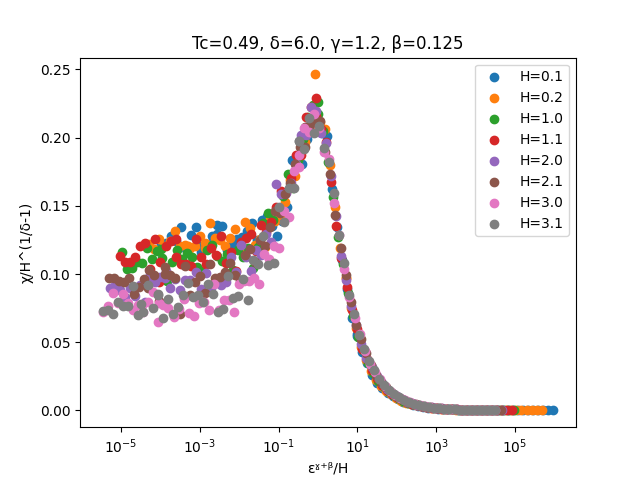 Tc=0.49, δ=6.0, γ=1.2, β=0.125
χ/H^(1/δ-1)
0.25
0.20
0.15
0.10
0.05
0.00
H=0.1
H=0.2
H=1.0
H=1.1
H=2.0
H=2.1
H=3.0
H=3.1
10⁻⁵ 10⁻³ 10⁻¹ 10¹ 10³ 10⁵
εᵞ⁺ᵝ/H